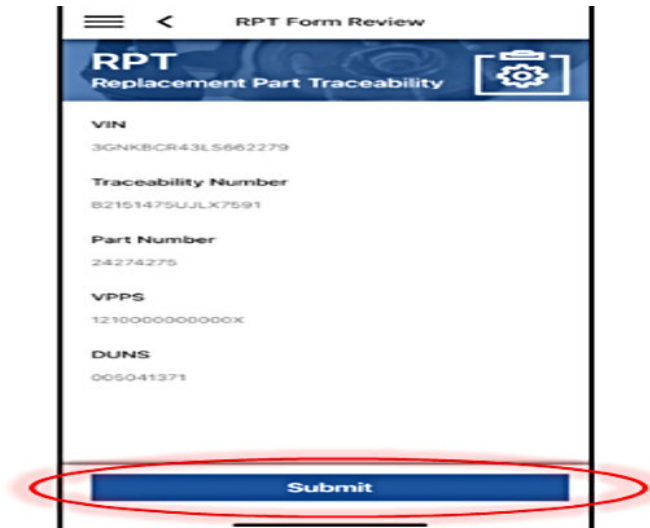 RPT Form Review
RPT
Replacement Part Traceability
VIN
3GNKBCR43LS662279
Traceability Number
B2151475UJLX7591
Part Number
24274275
VPPS
1210000000000X
DUNS
005041371
Submit